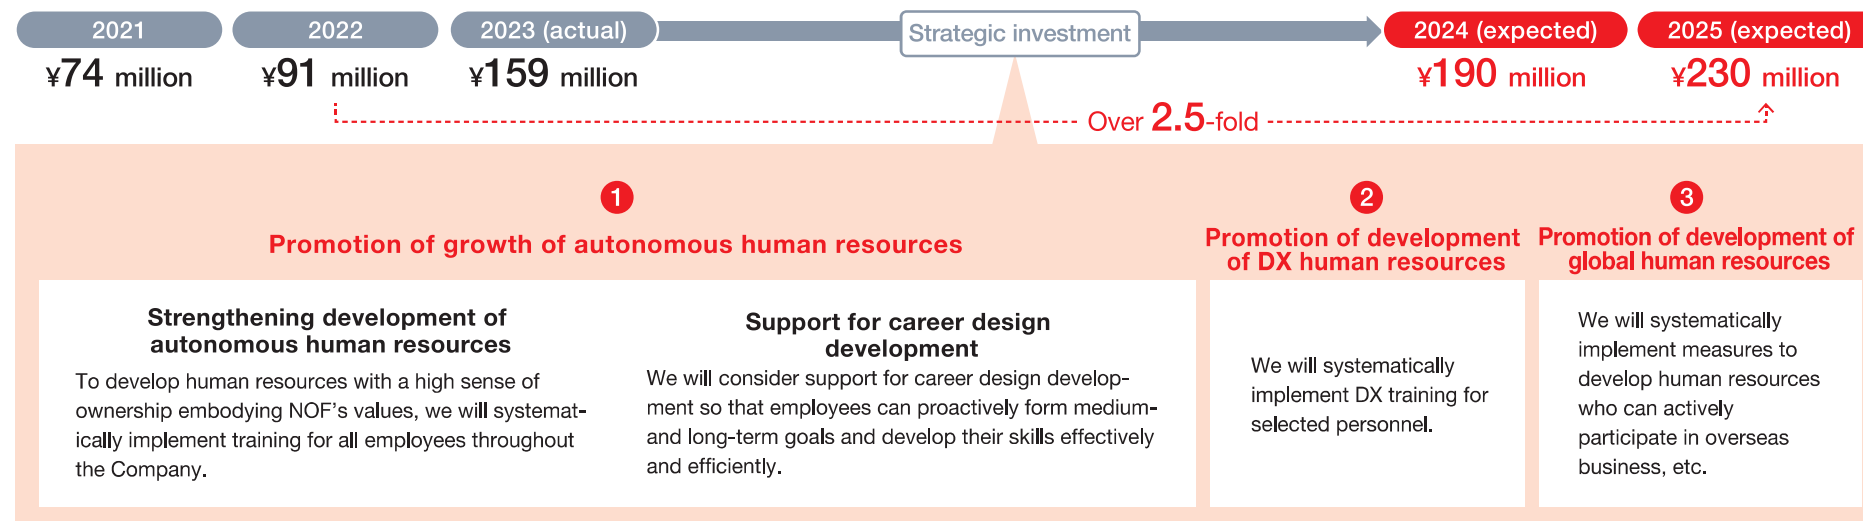 2021
2022
2023 (actual)
Strategic investment
2024 (expected)
2025 (expected)
¥74 million
¥91 million
¥159 million
¥190 million
¥230 million
Over 2.5-fold
1
Promotion of growth of autonomous human resources
Strengthening development of
autonomous human resources
To develop human resources with a high sense of
ownership embodying NOF's values, we will systemat-
ically implement training for all employees throughout
the Company.
Support for career design
development
We will consider support for career design develop-
ment so that employees can proactively form medium-
and long-term goals and develop their skills effectively
and efficiently.
2
Promotion of development
of DX human resources
We will systematically
implement DX training for
selected personnel.
3
Promotion of development of
global human resources
We will systematically
implement measures to
develop human resources
who can actively
participate in overseas
business, etc.